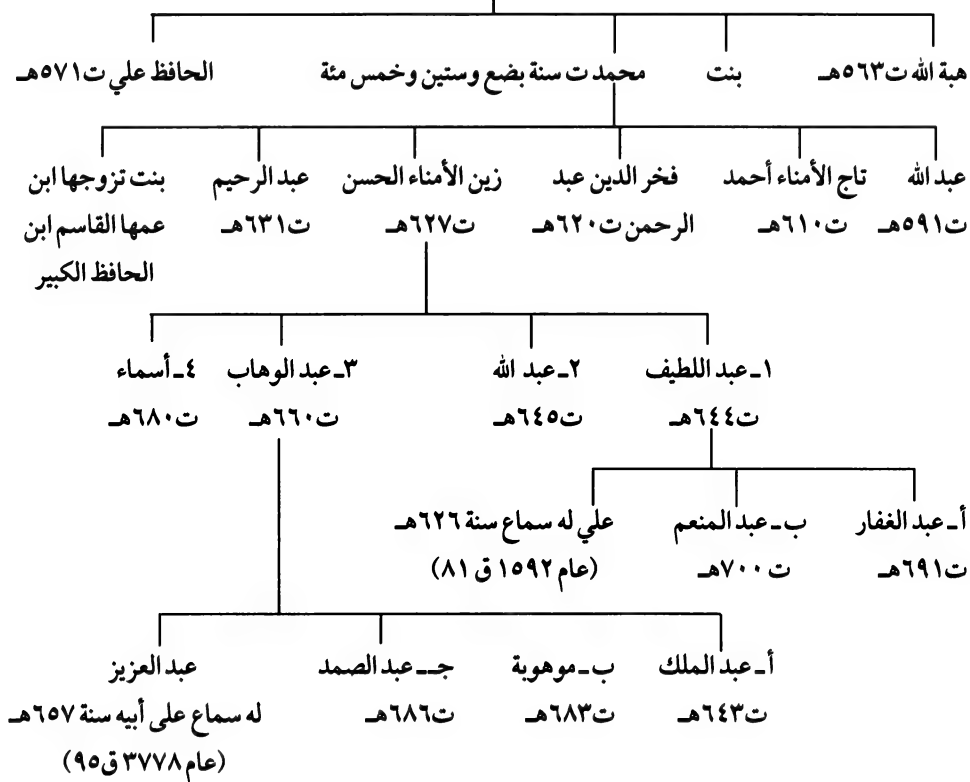 هبة الله ت٥٦٣هـ بنت محمد ت سنة بضع وستين وخمس مئة الحافظ علي ت٥٧١هـ
عبد الله تاج الأمناء أحمد فخر الدين عبد زين الأمناء الحسن عبد الرحيم بنت تزوجها ابن
ت٥٩١هـ ت٦١٠هـ الرحمن ت٦٢٠هـ ت٦٢٧هـ ت٦٣١هـ عمها القاسم ابن
الحافظ الكبير
١ـ عبد اللطيف ٢ـ عبد الله ٣ـ عبد الوهاب ٤ـ أسماء
ت٦٤٤هـ ت٦٤٥هـ ت٦٦٠هـ ت٦٨٠هـ
أـ عبد الغفار ب ـ عبد المنعم علي له سماع سنة ٦٢٦هـ
ت٦٩١هـ ت٧٠٠هـ (عام ١٥٩٢ ق ٨١)
أـ عبد الملك ب ـ موهوبة جــ عبد الصمد عبد العزيز
ت٦٤٣هـ ت٦٨٣هـ ت٦٨٦هـ له سماع على أبيه سنة ٦٥٧هـ
(عام ٣٧٧٨ ق٩٥)